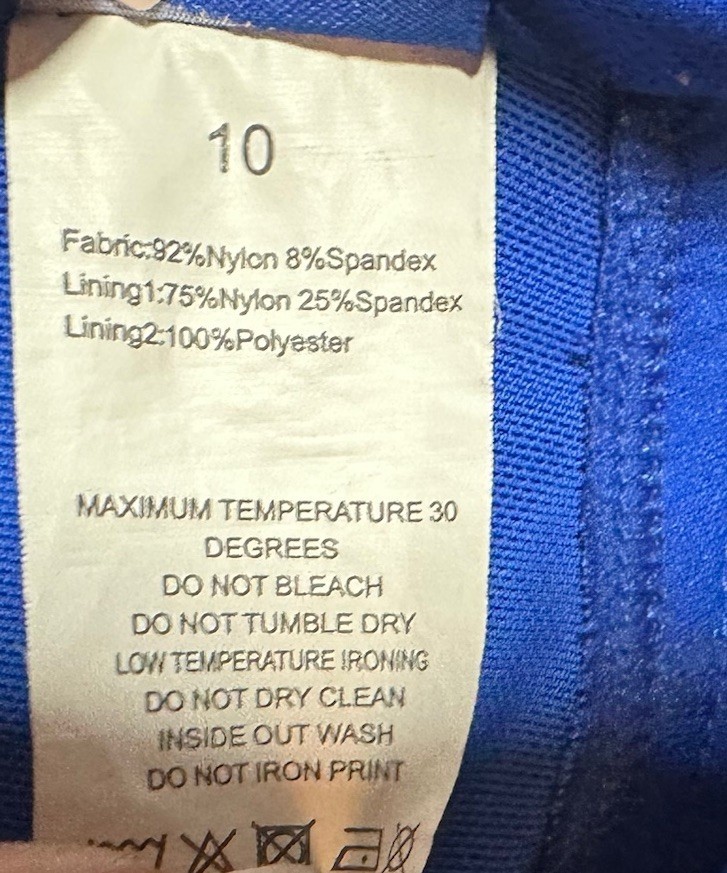 10
Fabric:92%Nylon 8%Spandex
Lining1:75%Nylon 25%Spandex
Lining2:100%Polyester
MAXIMUM TEMPERATURE 30
DEGREES
DO NOT BLEACH
DO NOT TUMBLE DRY
LOW TEMPERATURE IRONING
DO NOT DRY CLEAN
INSIDE OUT WASH
DO NOT IRON PRINT